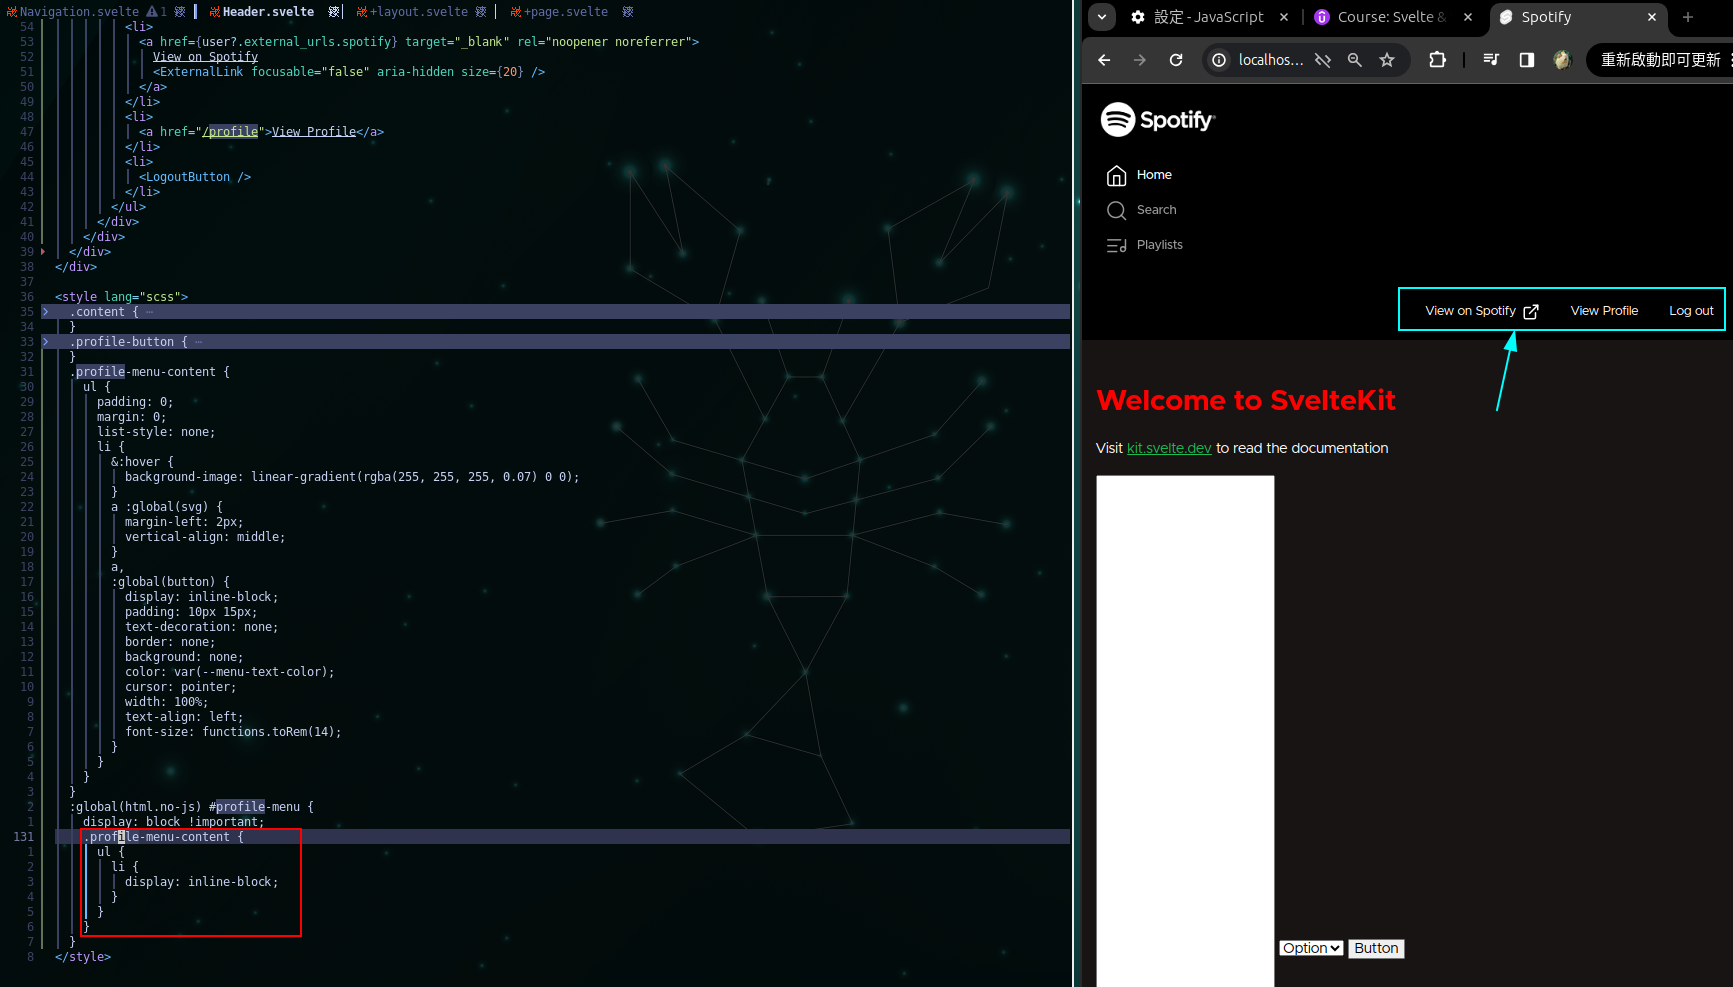 Navigation.svelte 1
Header.svelte
+layout.svelte
+page.svelte
54 <li>
53 <a href={user?.external_urls.spotify} target="_blank" rel="noopener noreferrer">
52 View on Spotify
51 <ExternalLink focusable="false" aria-hidden size={20} />
50 </a>
49 </li>
48 <li>
47 <a href="/profile">View Profile</a>
46 </li>
45 <li>
44 <LogoutButton />
43 </li>
42 </ul>
41 </div>
40 </div>
39 </div>
38 </div>
37
36 <style lang="scss">
35 .content { ⋯
34 }
33 .profile-button { ⋯
32 }
31 .profile-menu-content {
30 ul {
29 padding: 0;
28 margin: 0;
27 list-style: none;
26 li {
25 &:hover {
24 background-image: linear-gradient(rgba(255, 255, 255, 0.07) 0 0);
23 }
22 a :global(svg) {
21 margin-left: 2px;
20 vertical-align: middle;
19 }
18 a,
17 :global(button) {
16 display: inline-block;
15 padding: 10px 15px;
14 text-decoration: none;
13 border: none;
12 background: none;
11 color: var(--menu-text-color);
10 cursor: pointer;
9 width: 100%;
8 text-align: left;
7 font-size: functions.toRem(14);
6 }
5 }
4 }
3 }
2 :global(html.no-js) #profile-menu {
1 display: block !important;
131 .profile-menu-content {
1 ul {
2 li {
3 display: inline-block;
4 }
5 }
6 }
7 }
8 </style>
設定 - JavaScript
Course: Svelte &
Spotify
localhos...
重新啟動即可更新
Spotify
Home
Search
Playlists
View on Spotify
View Profile
Log out
Welcome to SvelteKit
Visit kit.svelte.dev to read the documentation
Option
Button